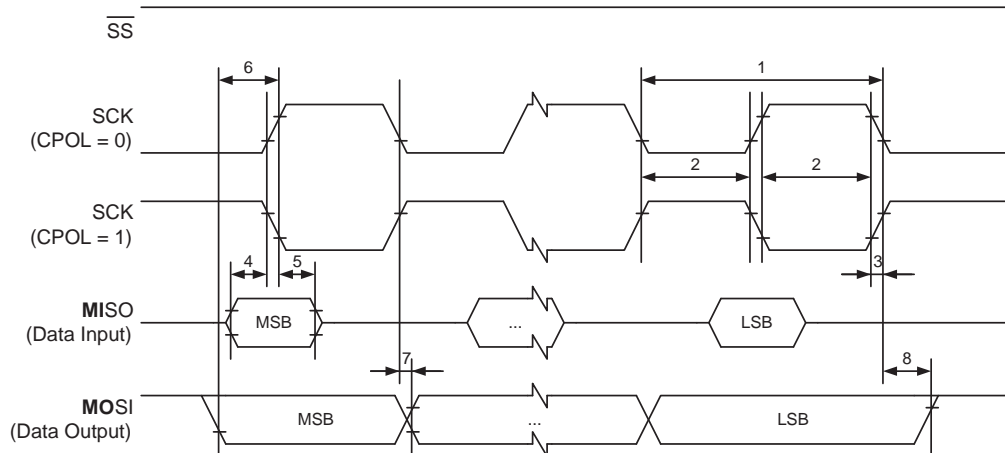 SS
6
1
SCK
(CPOL = 0)
2
2
SCK
(CPOL = 1)
4
5
3
MISO
(Data Input)
MSB
...
LSB
7
8
MOSI
(Data Output)
MSB
...
LSB